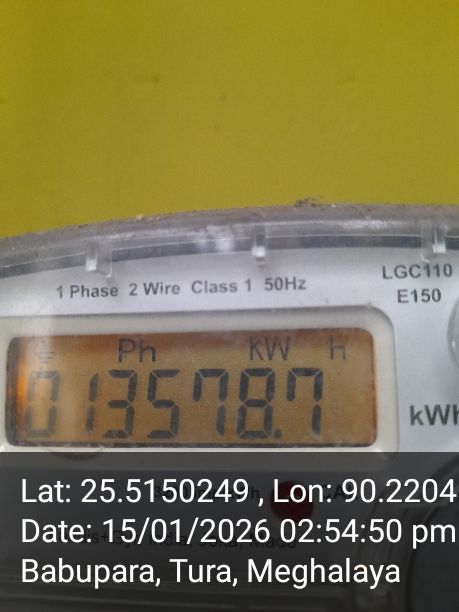 1 Phase 2 Wire Class 1 50Hz
LGC110
E150
Ph KW h
013578.7
kWh
Lat: 25.5150249 , Lon: 90.2204
Date: 15/01/2026 02:54:50 pm
Babupara, Tura, Meghalaya